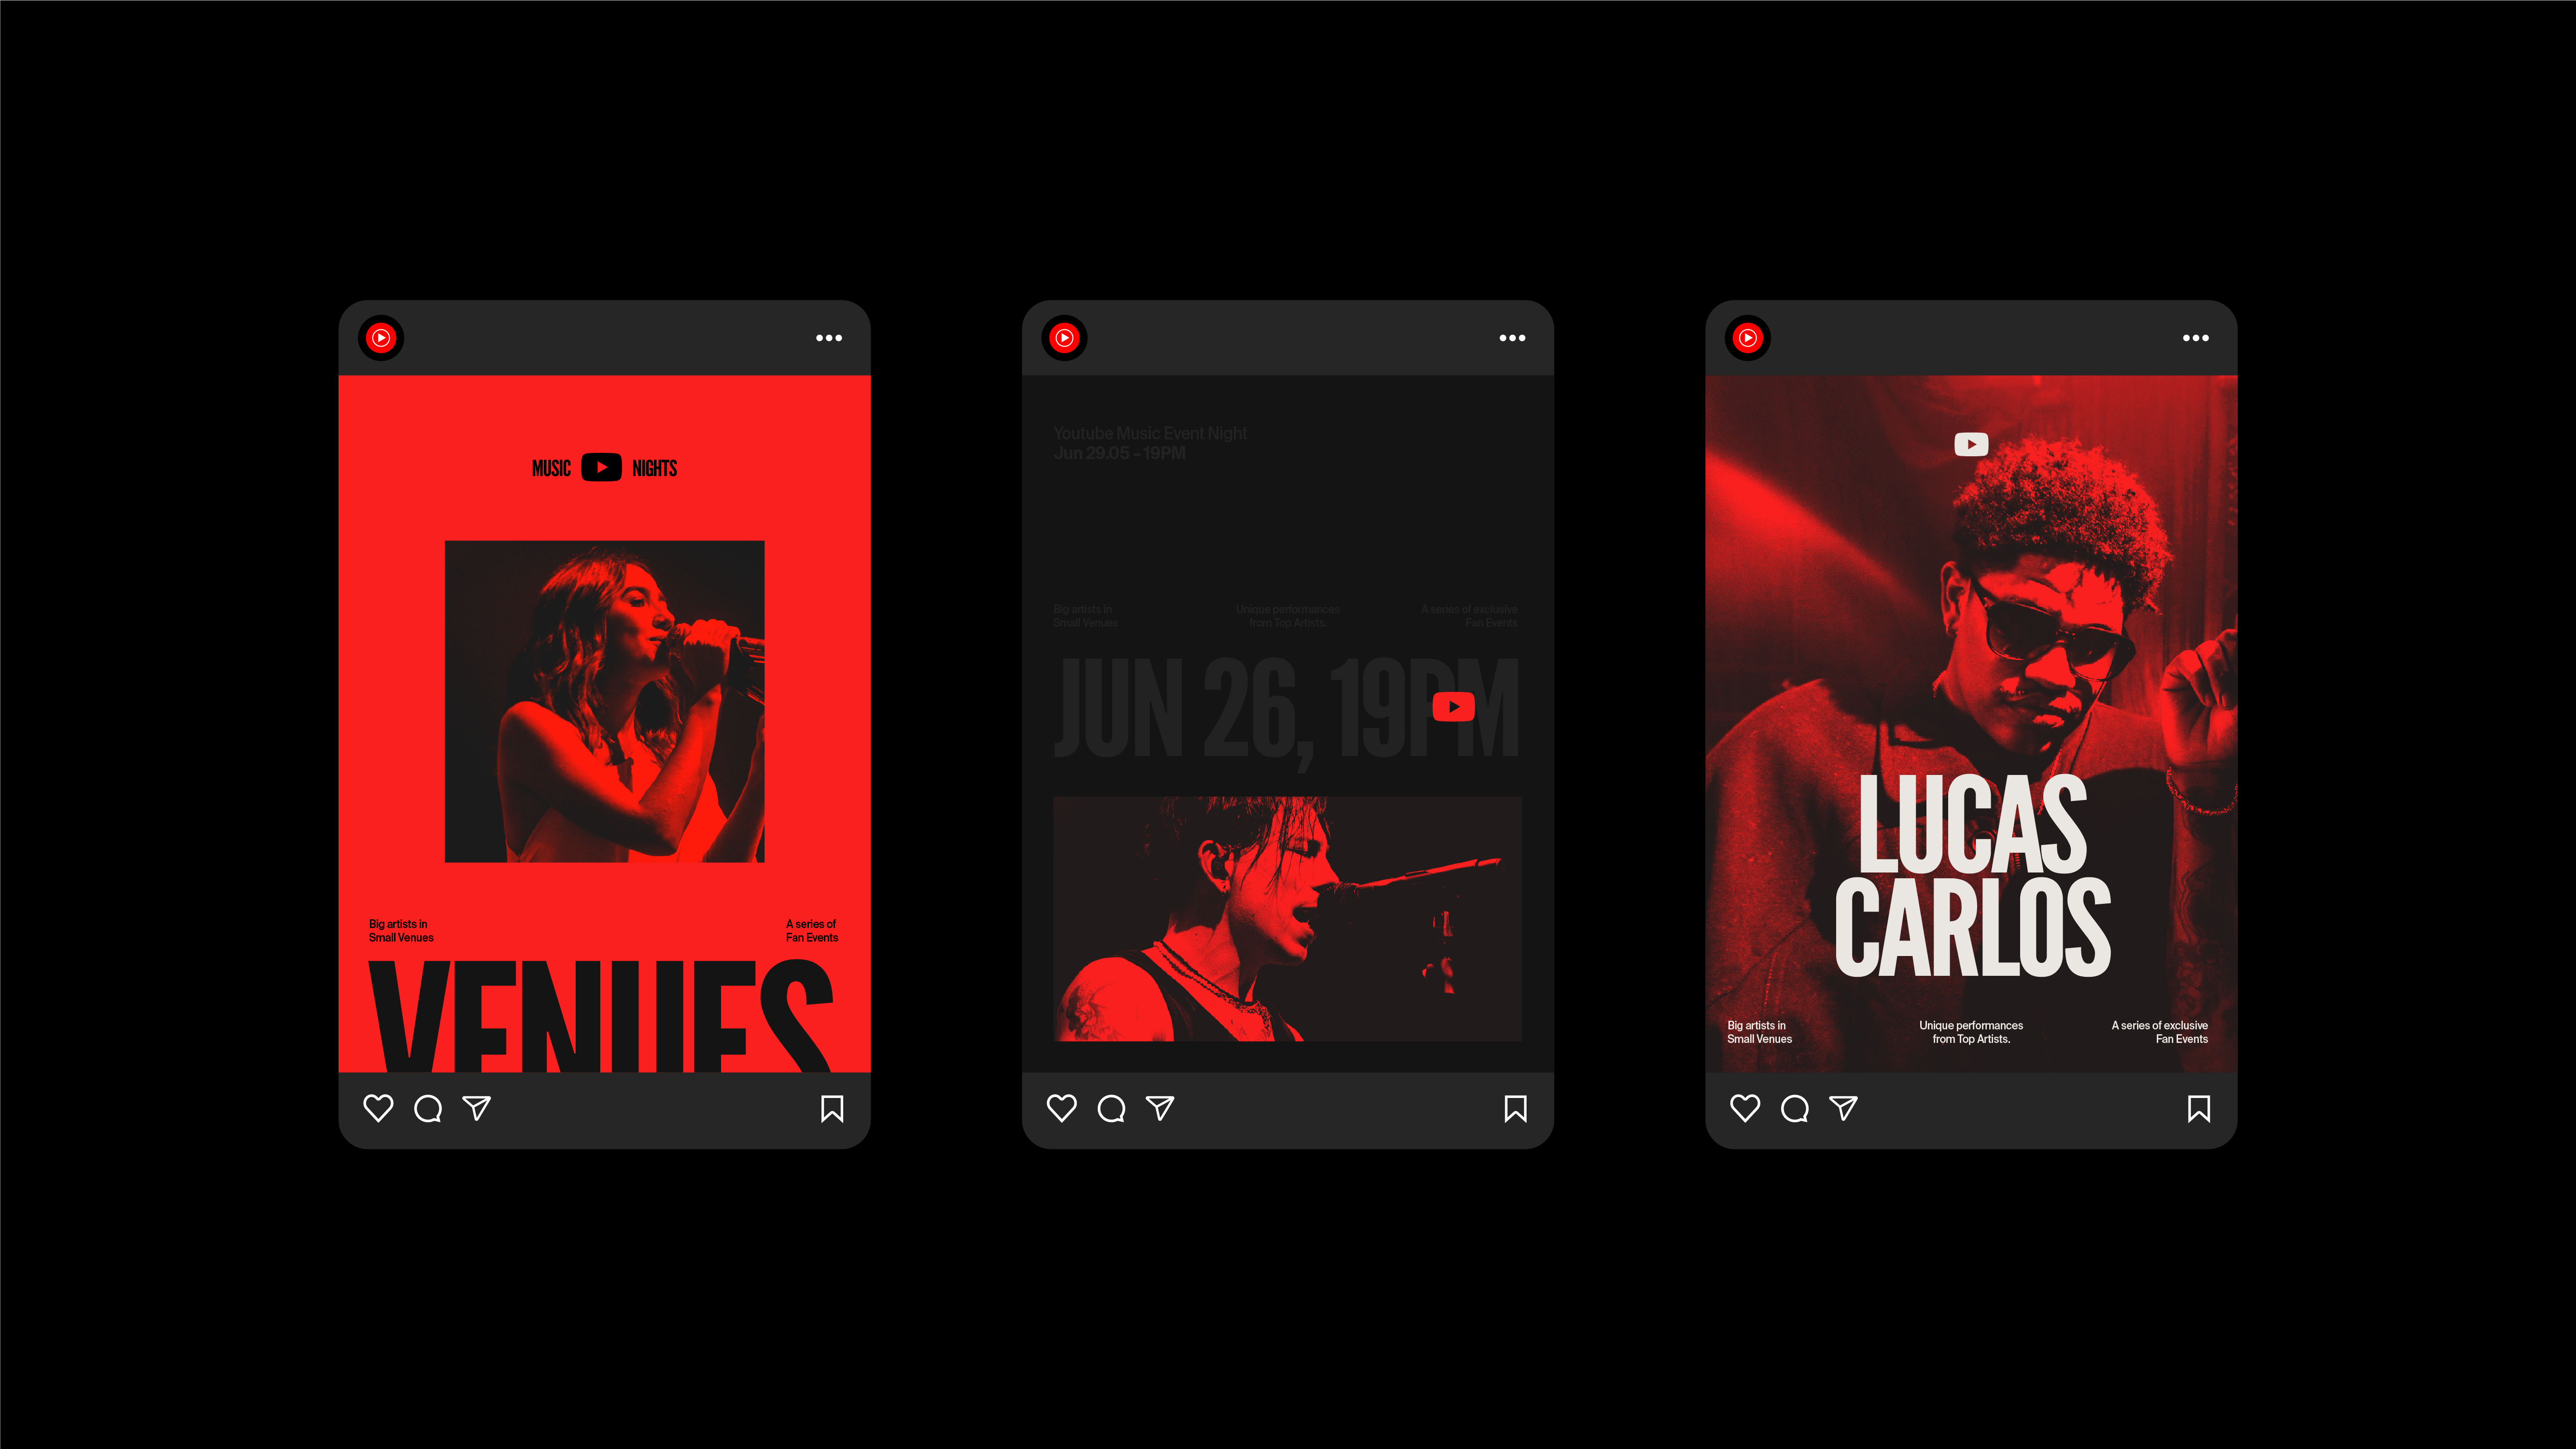 MUSIC NIGHTS
Big artists in
Small Venues
A series of
Fan Events
VENUES
Youtube Music Event Night
Jun 29.05 - 19PM
Big artists in
Small Venues
Unique performances
from Top Artists.
A series of exclusive
Fan Events
JUN 26, 19PM
LUCAS
CARLOS
Big artists in
Small Venues
Unique performances
from Top Artists.
A series of exclusive
Fan Events